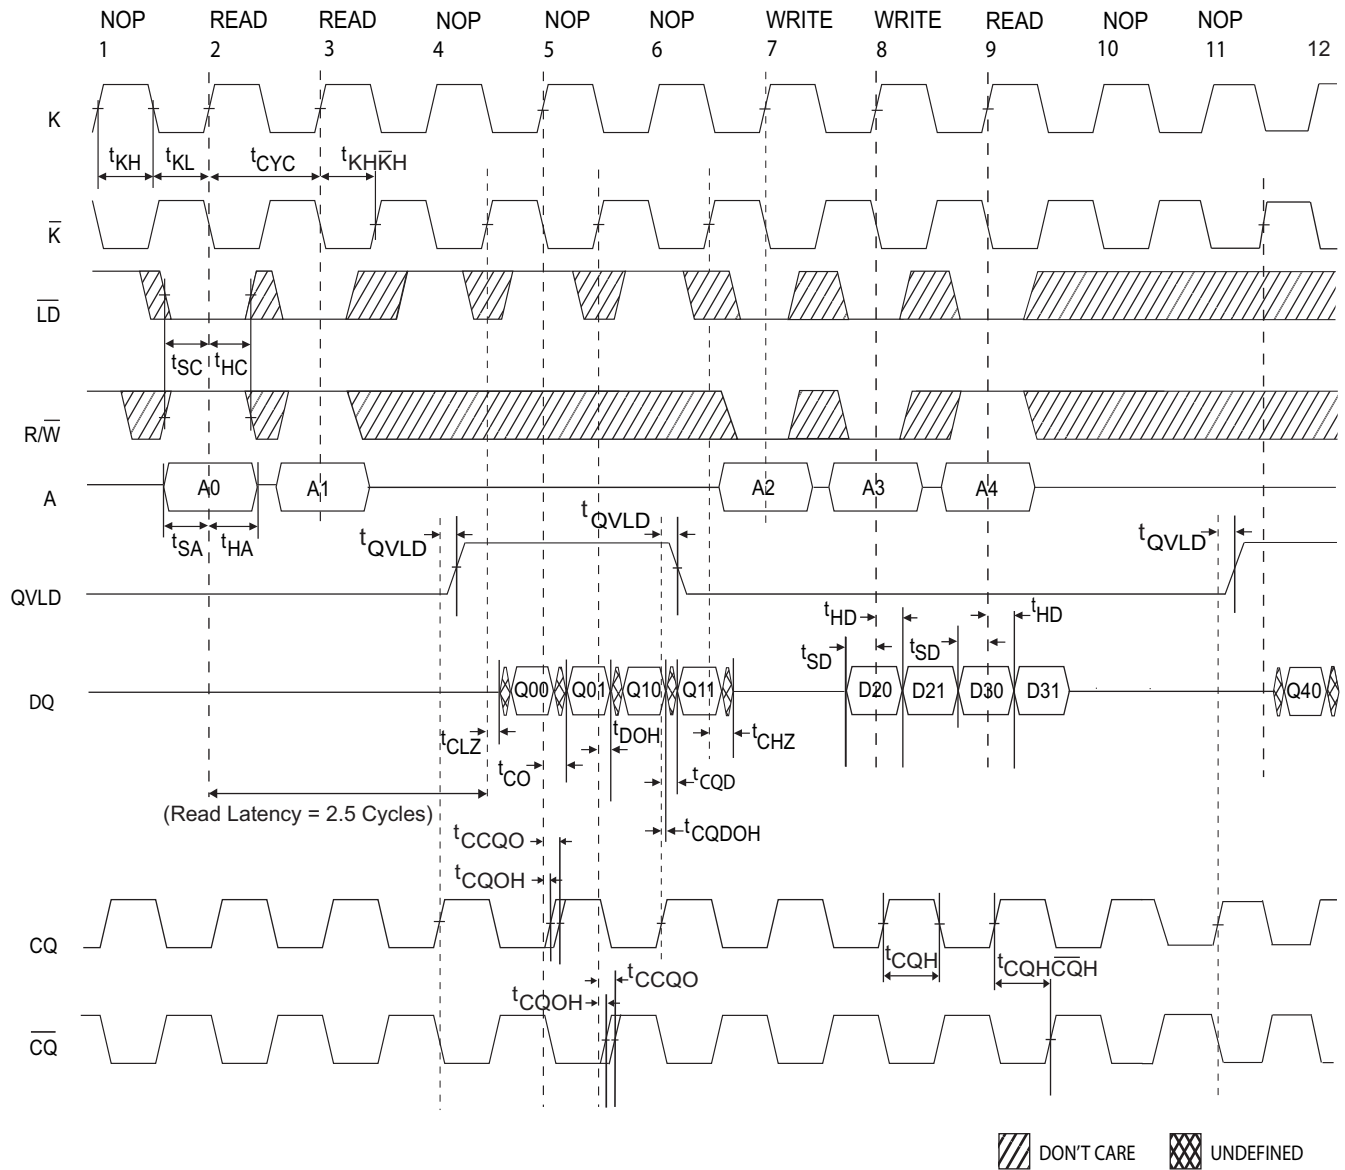 NOP READ READ NOP NOP NOP WRITE WRITE READ NOP NOP
1 2 3 4 5 6 7 8 9 10 11 12
K
tKH tKL tCYC tKHK̅H
K̅
L̅D̅
tSC tHC
R/W̅
A A0 A1 A2 A3 A4
tSA tHA tQVLD tQVLD tQVLD
QVLD
tHD tHD
tSD tSD
DQ Q00 Q01 Q10 Q11 D20 D21 D30 D31 Q40
tCLZ tDOH tCHZ
tCO tCQD
(Read Latency = 2.5 Cycles)
tCQDOH
tCCQO
tCQOH
CQ
tCQH tCQHC̅Q̅H
tCCQO
tCQOH
C̅Q̅
DON'T CARE UNDEFINED